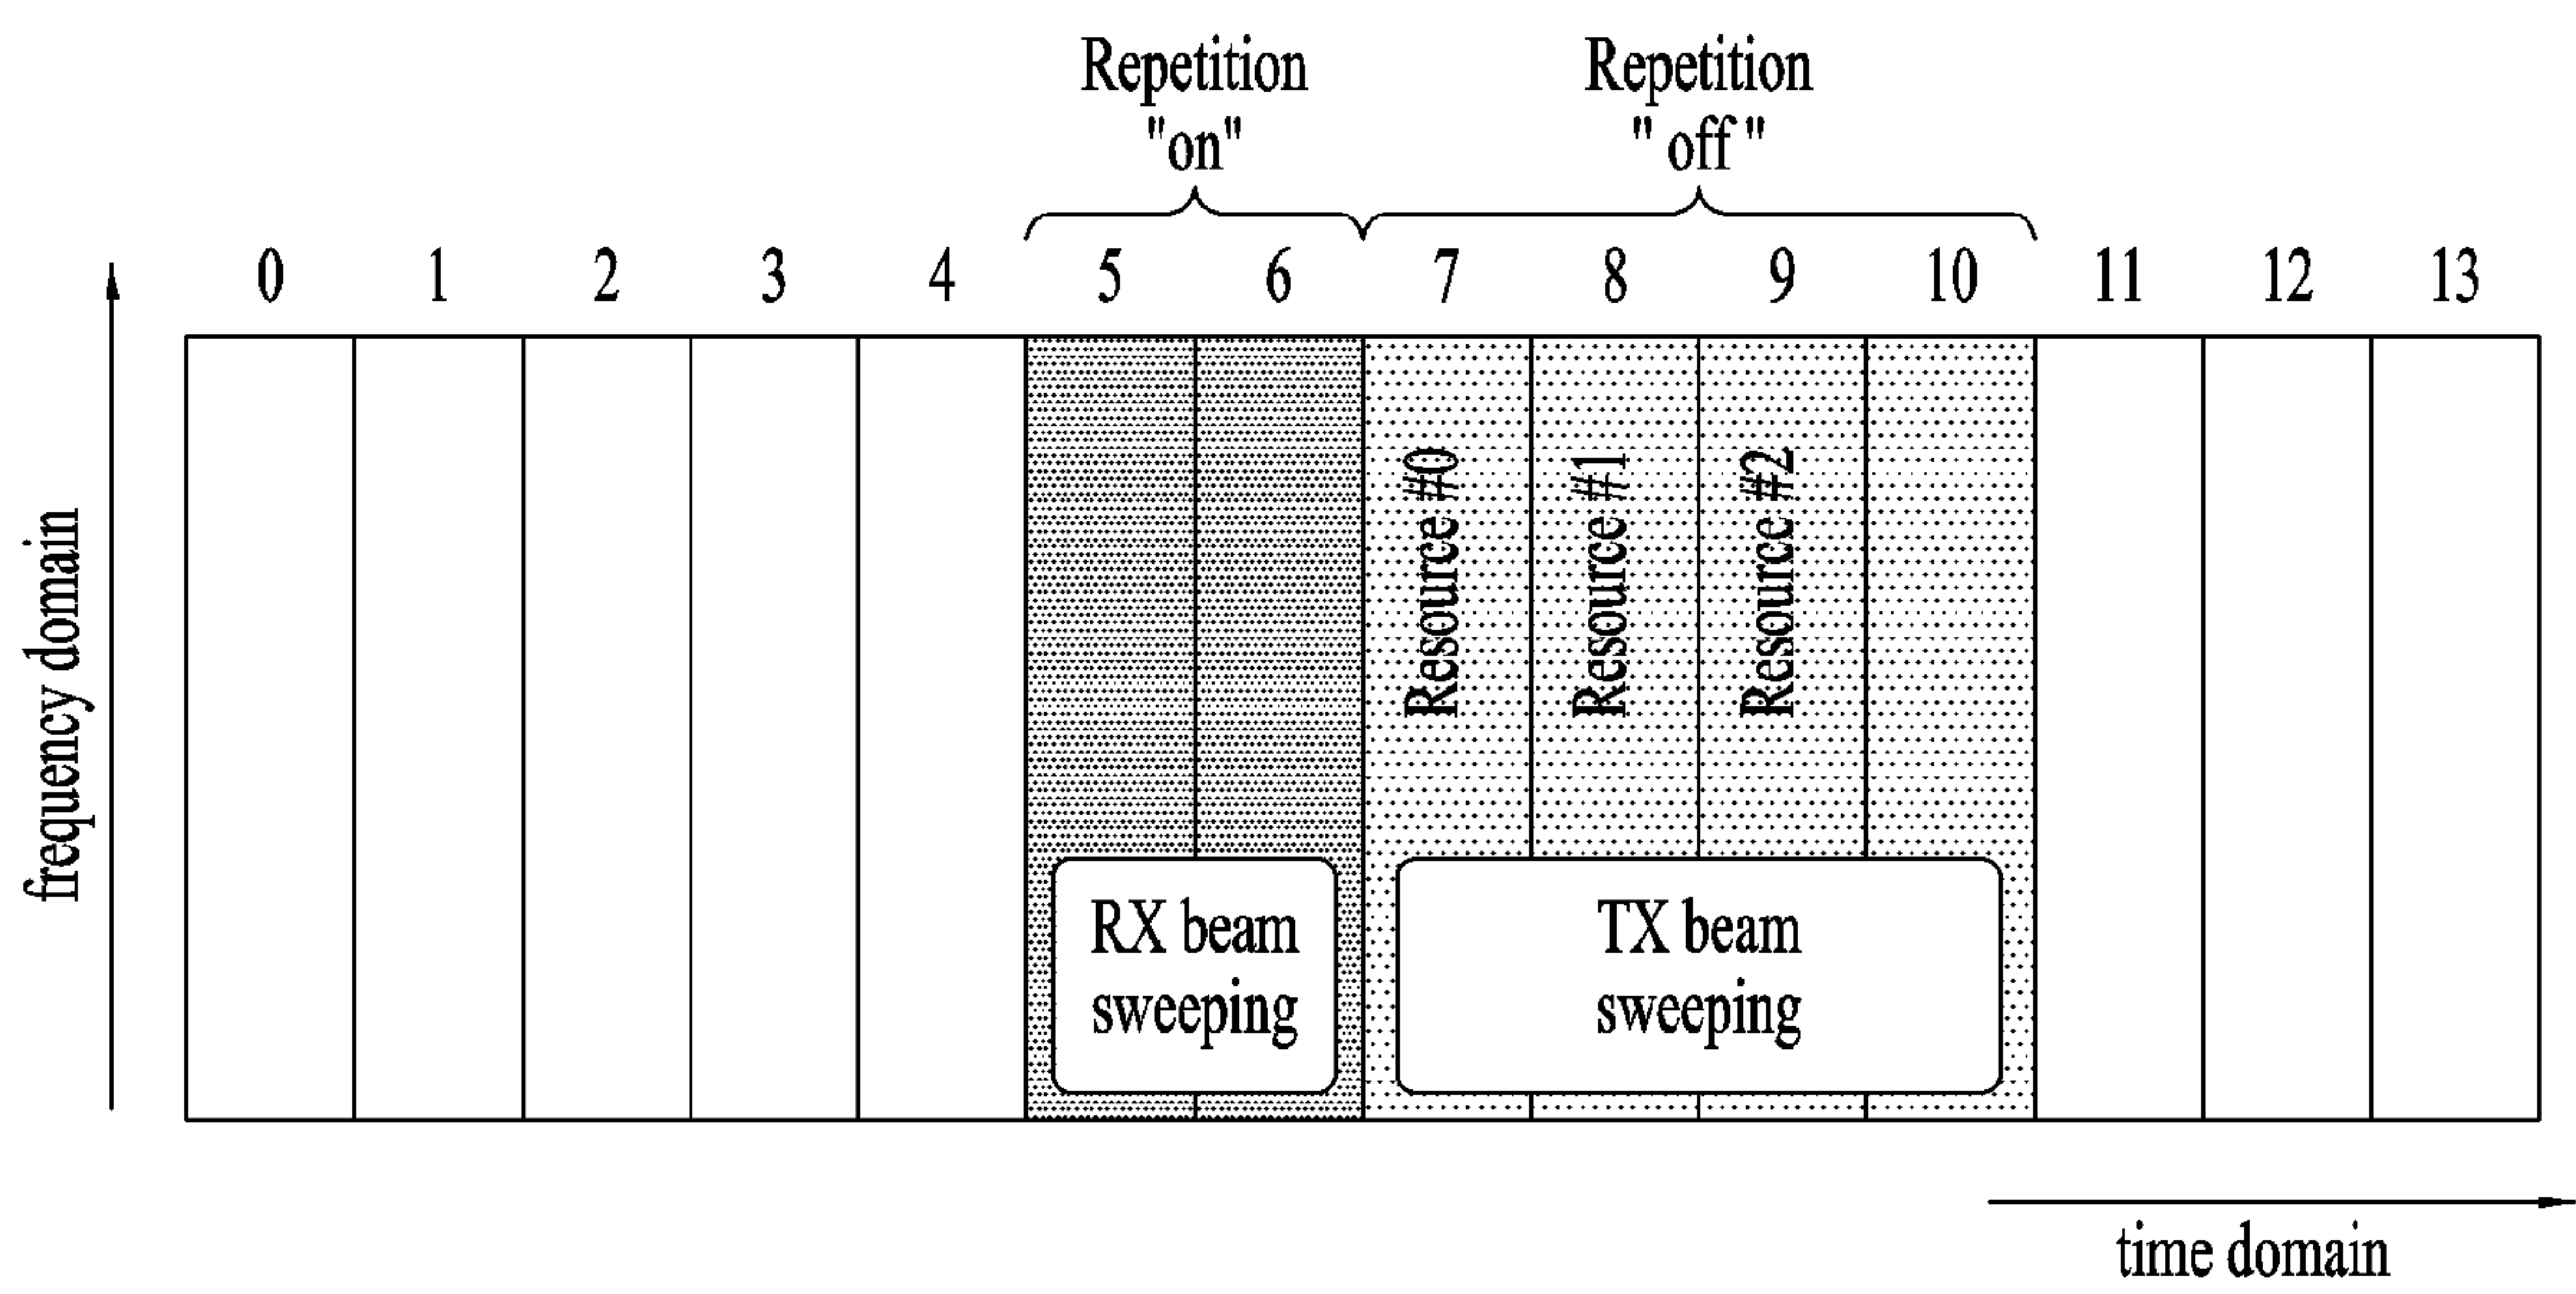 Repetition
"on"
Repetition
" off "
0 1 2 3 4 5 6 7 8 9 10 11 12 13
frequency domain
Resource #0
Resource #1
Resource #2
RX beam
sweeping
TX beam
sweeping
time domain